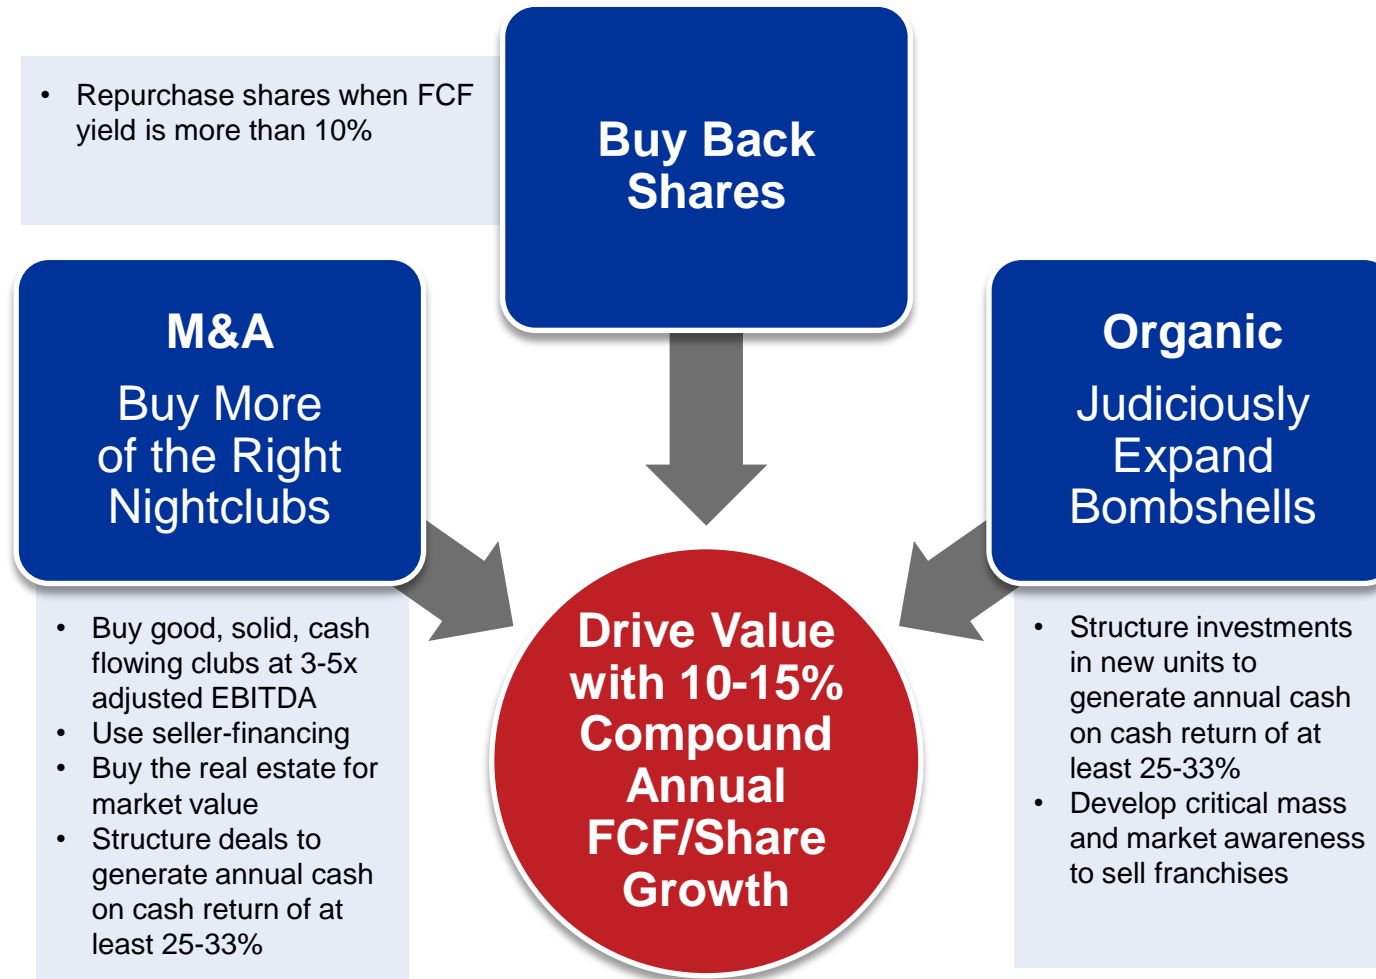 • Repurchase shares when FCF
yield is more than 10%
Buy Back
Shares
M&A
Buy More
of the Right
Nightclubs
• Buy good, solid, cash
flowing clubs at 3-5x
adjusted EBITDA
• Use seller-financing
• Buy the real estate for
market value
• Structure deals to
generate annual cash
on cash return of at
least 25-33%
Organic
Judiciously
Expand
Bombshells
• Structure investments
in new units to
generate annual cash
on cash return of at
least 25-33%
• Develop critical mass
and market awareness
to sell franchises
Drive Value
with 10-15%
Compound
Annual
FCF/Share
Growth